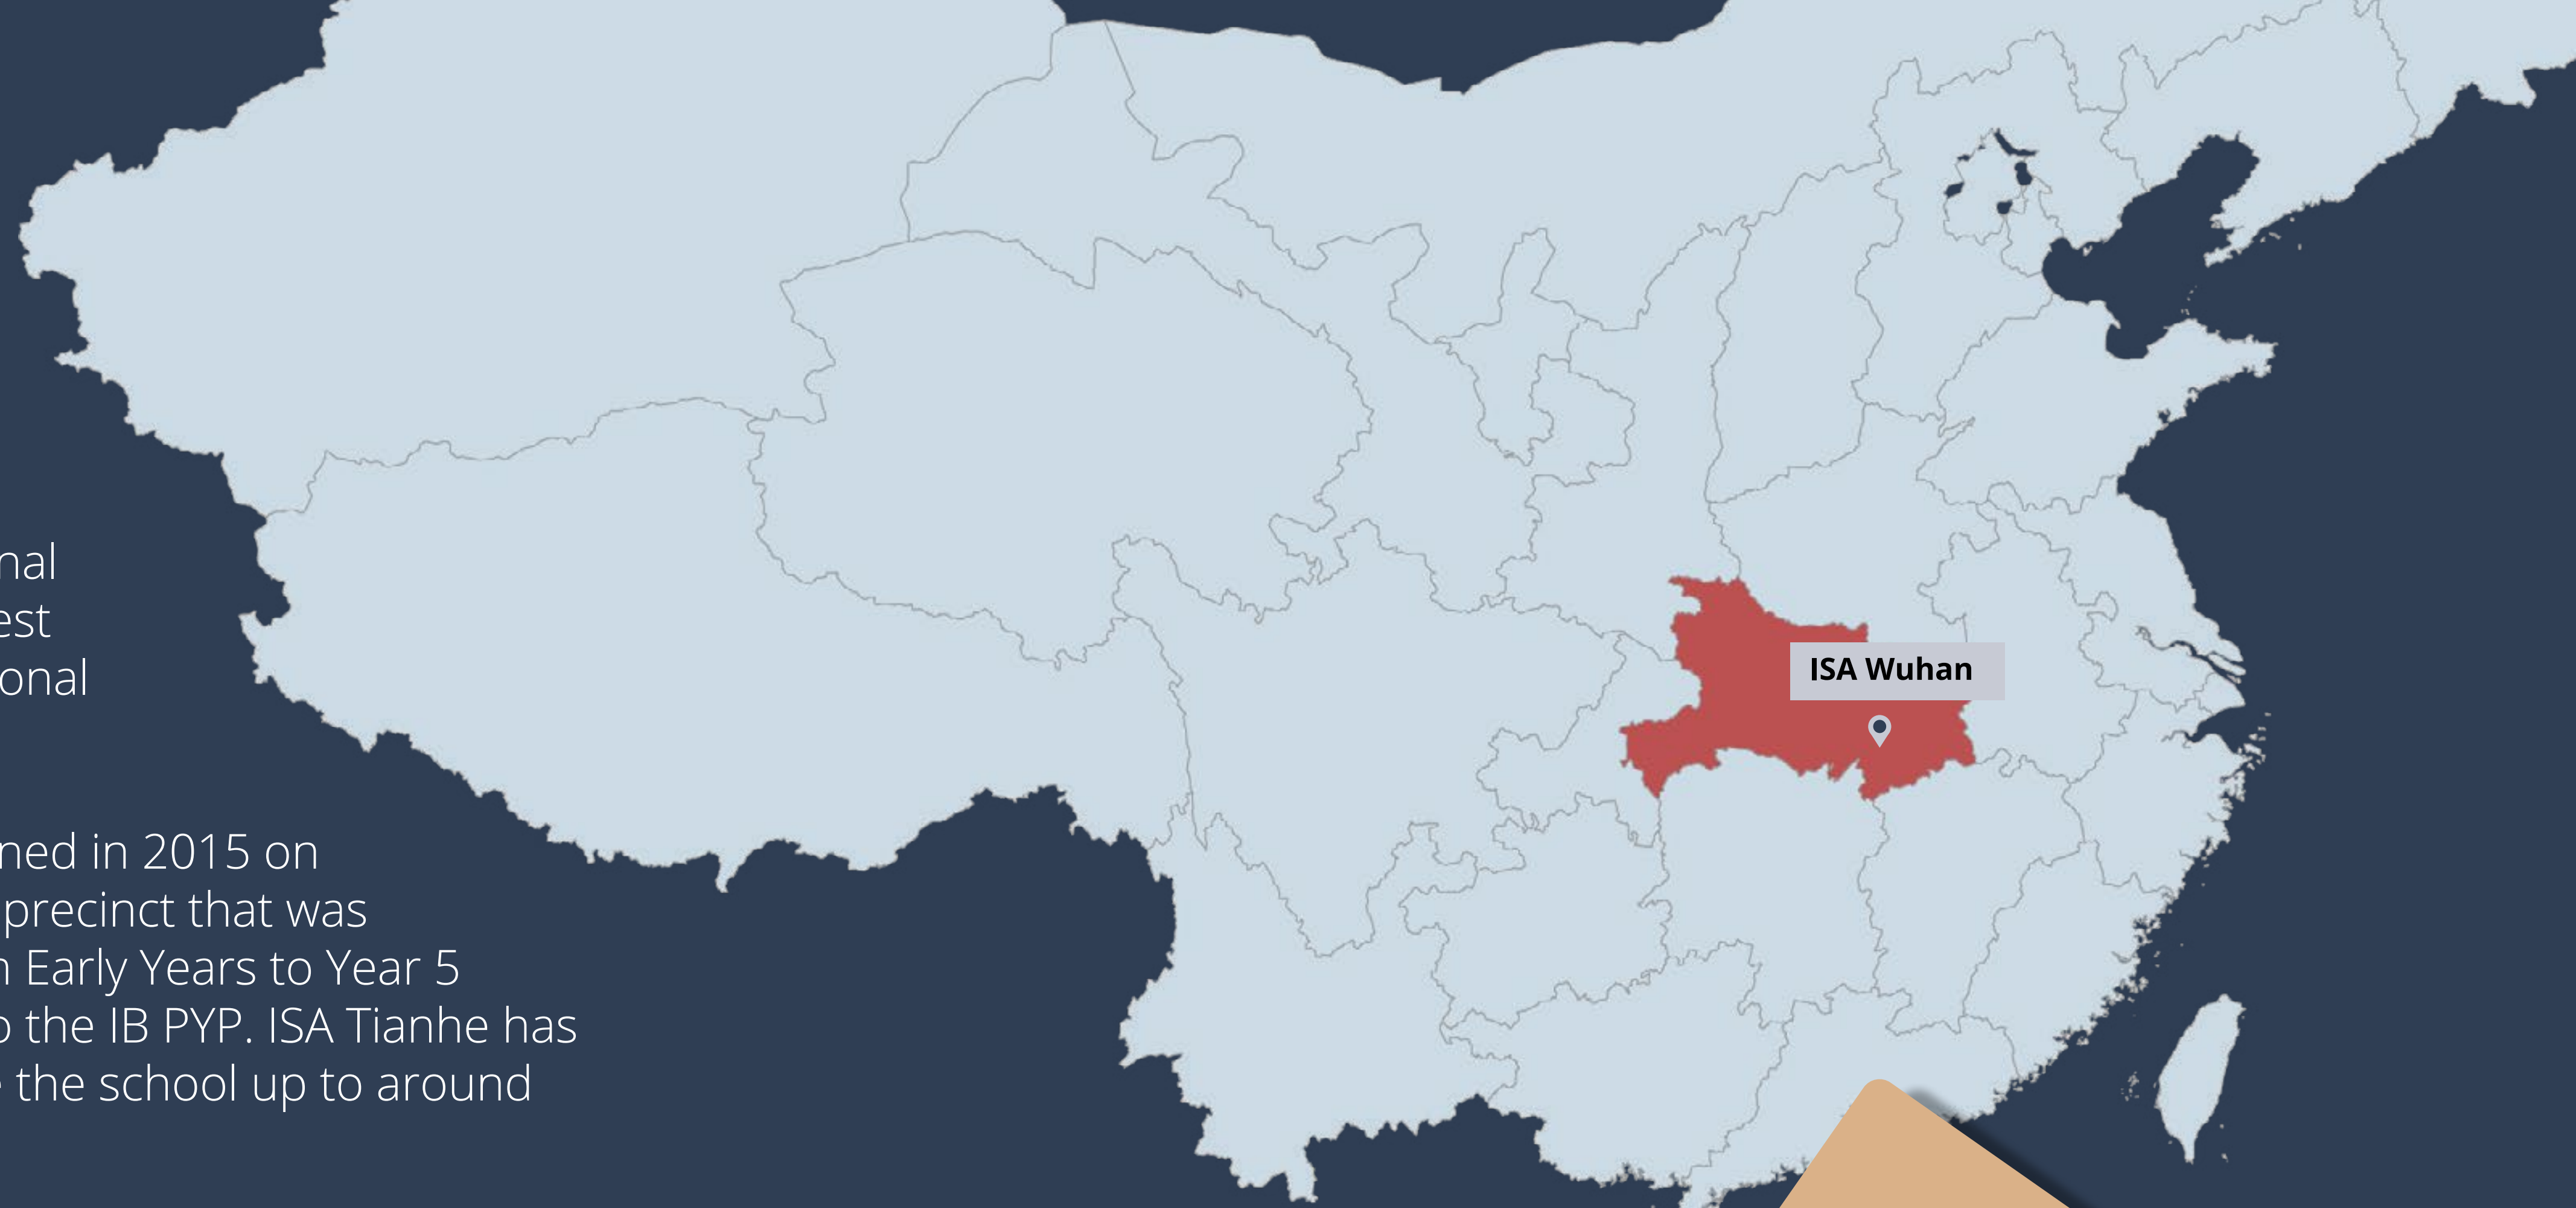 nal
est
onal
ISA Wuhan
ned in 2015 on
precinct that was
Early Years to Year 5
the IB PYP. ISA Tianhe has
the school up to around